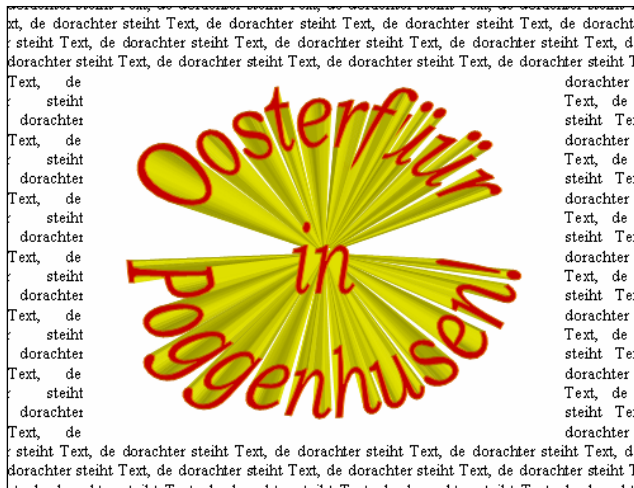 xt, de dorachter steiht Text, de dorachter steiht Text, de dorachter steiht Text, de doracht
steiht Text, de dorachter steiht Text, de dorachter steiht Text, de dorachter steiht Text, d
dorachter steiht Text, de dorachter steiht Text, de dorachter steiht Text, de dorachter steiht T
Text, de dorachter
steiht Text, de
dorachter steiht Te
Text, de dorachter
steiht Text, de
dorachter steiht Te
Text, de dorachter
steiht Text, de
dorachter steiht Te
Text, de dorachter
steiht Text, de
dorachter steiht Te
Text, de dorachter
steiht Text, de
dorachter steiht Te
Text, de dorachter
steiht Text, de
dorachter steiht Te
Text, de dorachter
Oosterfüür
in
Poggenhusen!
steiht Text, de dorachter steiht Text, de dorachter steiht Text, de dorachter steiht Text, d
dorachter steiht Text, de dorachter steiht Text, de dorachter steiht Text, de dorachter steiht T